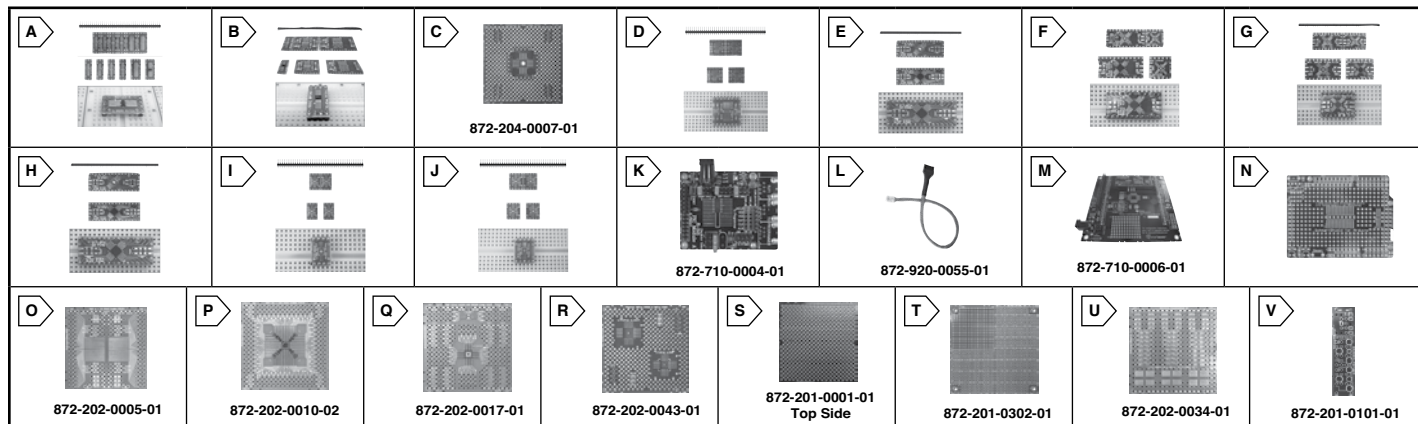 A
B
C
872-204-0007-01
D
E
F
G
H
I
J
K
872-710-0004-01
L
872-920-0055-01
M
872-710-0006-01
N
O
872-202-0005-01
P
872-202-0010-02
Q
872-202-0017-01
R
872-202-0043-01
S
872-201-0001-01
Top Side
T
872-201-0302-01
U
872-202-0034-01
V
872-201-0101-01